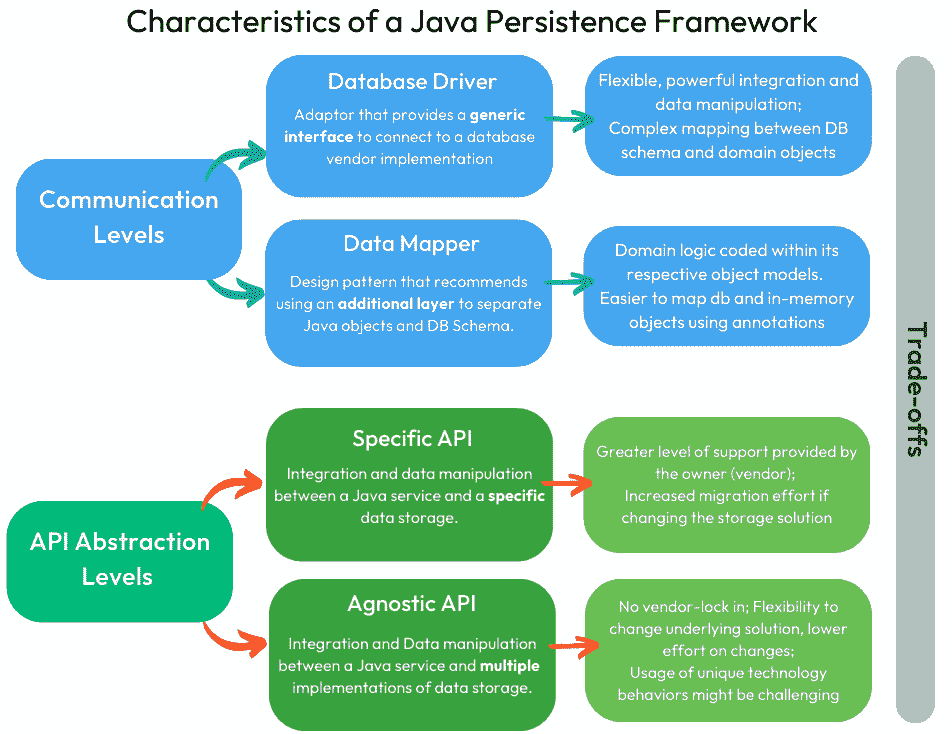 Characteristics of a Java Persistence Framework
Communication
Levels
Database Driver
Adaptor that provides a generic
interface to connect to a database
vendor implementation
Flexible, powerful integration and
data manipulation;
Complex mapping between DB
schema and domain objects
Data Mapper
Design pattern that recommends
using an additional layer to separate
Java objects and DB Schema.
Domain logic coded within its
respective object models.
Easier to map db and in-memory
objects using annotations
API Abstraction
Levels
Specific API
Integration and data manipulation
between a Java service and a specific
data storage.
Greater level of support provided by
the owner (vendor);
Increased migration effort if
changing the storage solution
Agnostic API
Integration and Data manipulation
between a Java service and multiple
implementations of data storage.
No vendor-lock in; Flexibility to
change underlying solution, lower
effort on changes;
Usage of unique technology
behaviors might be challenging
Trade-offs